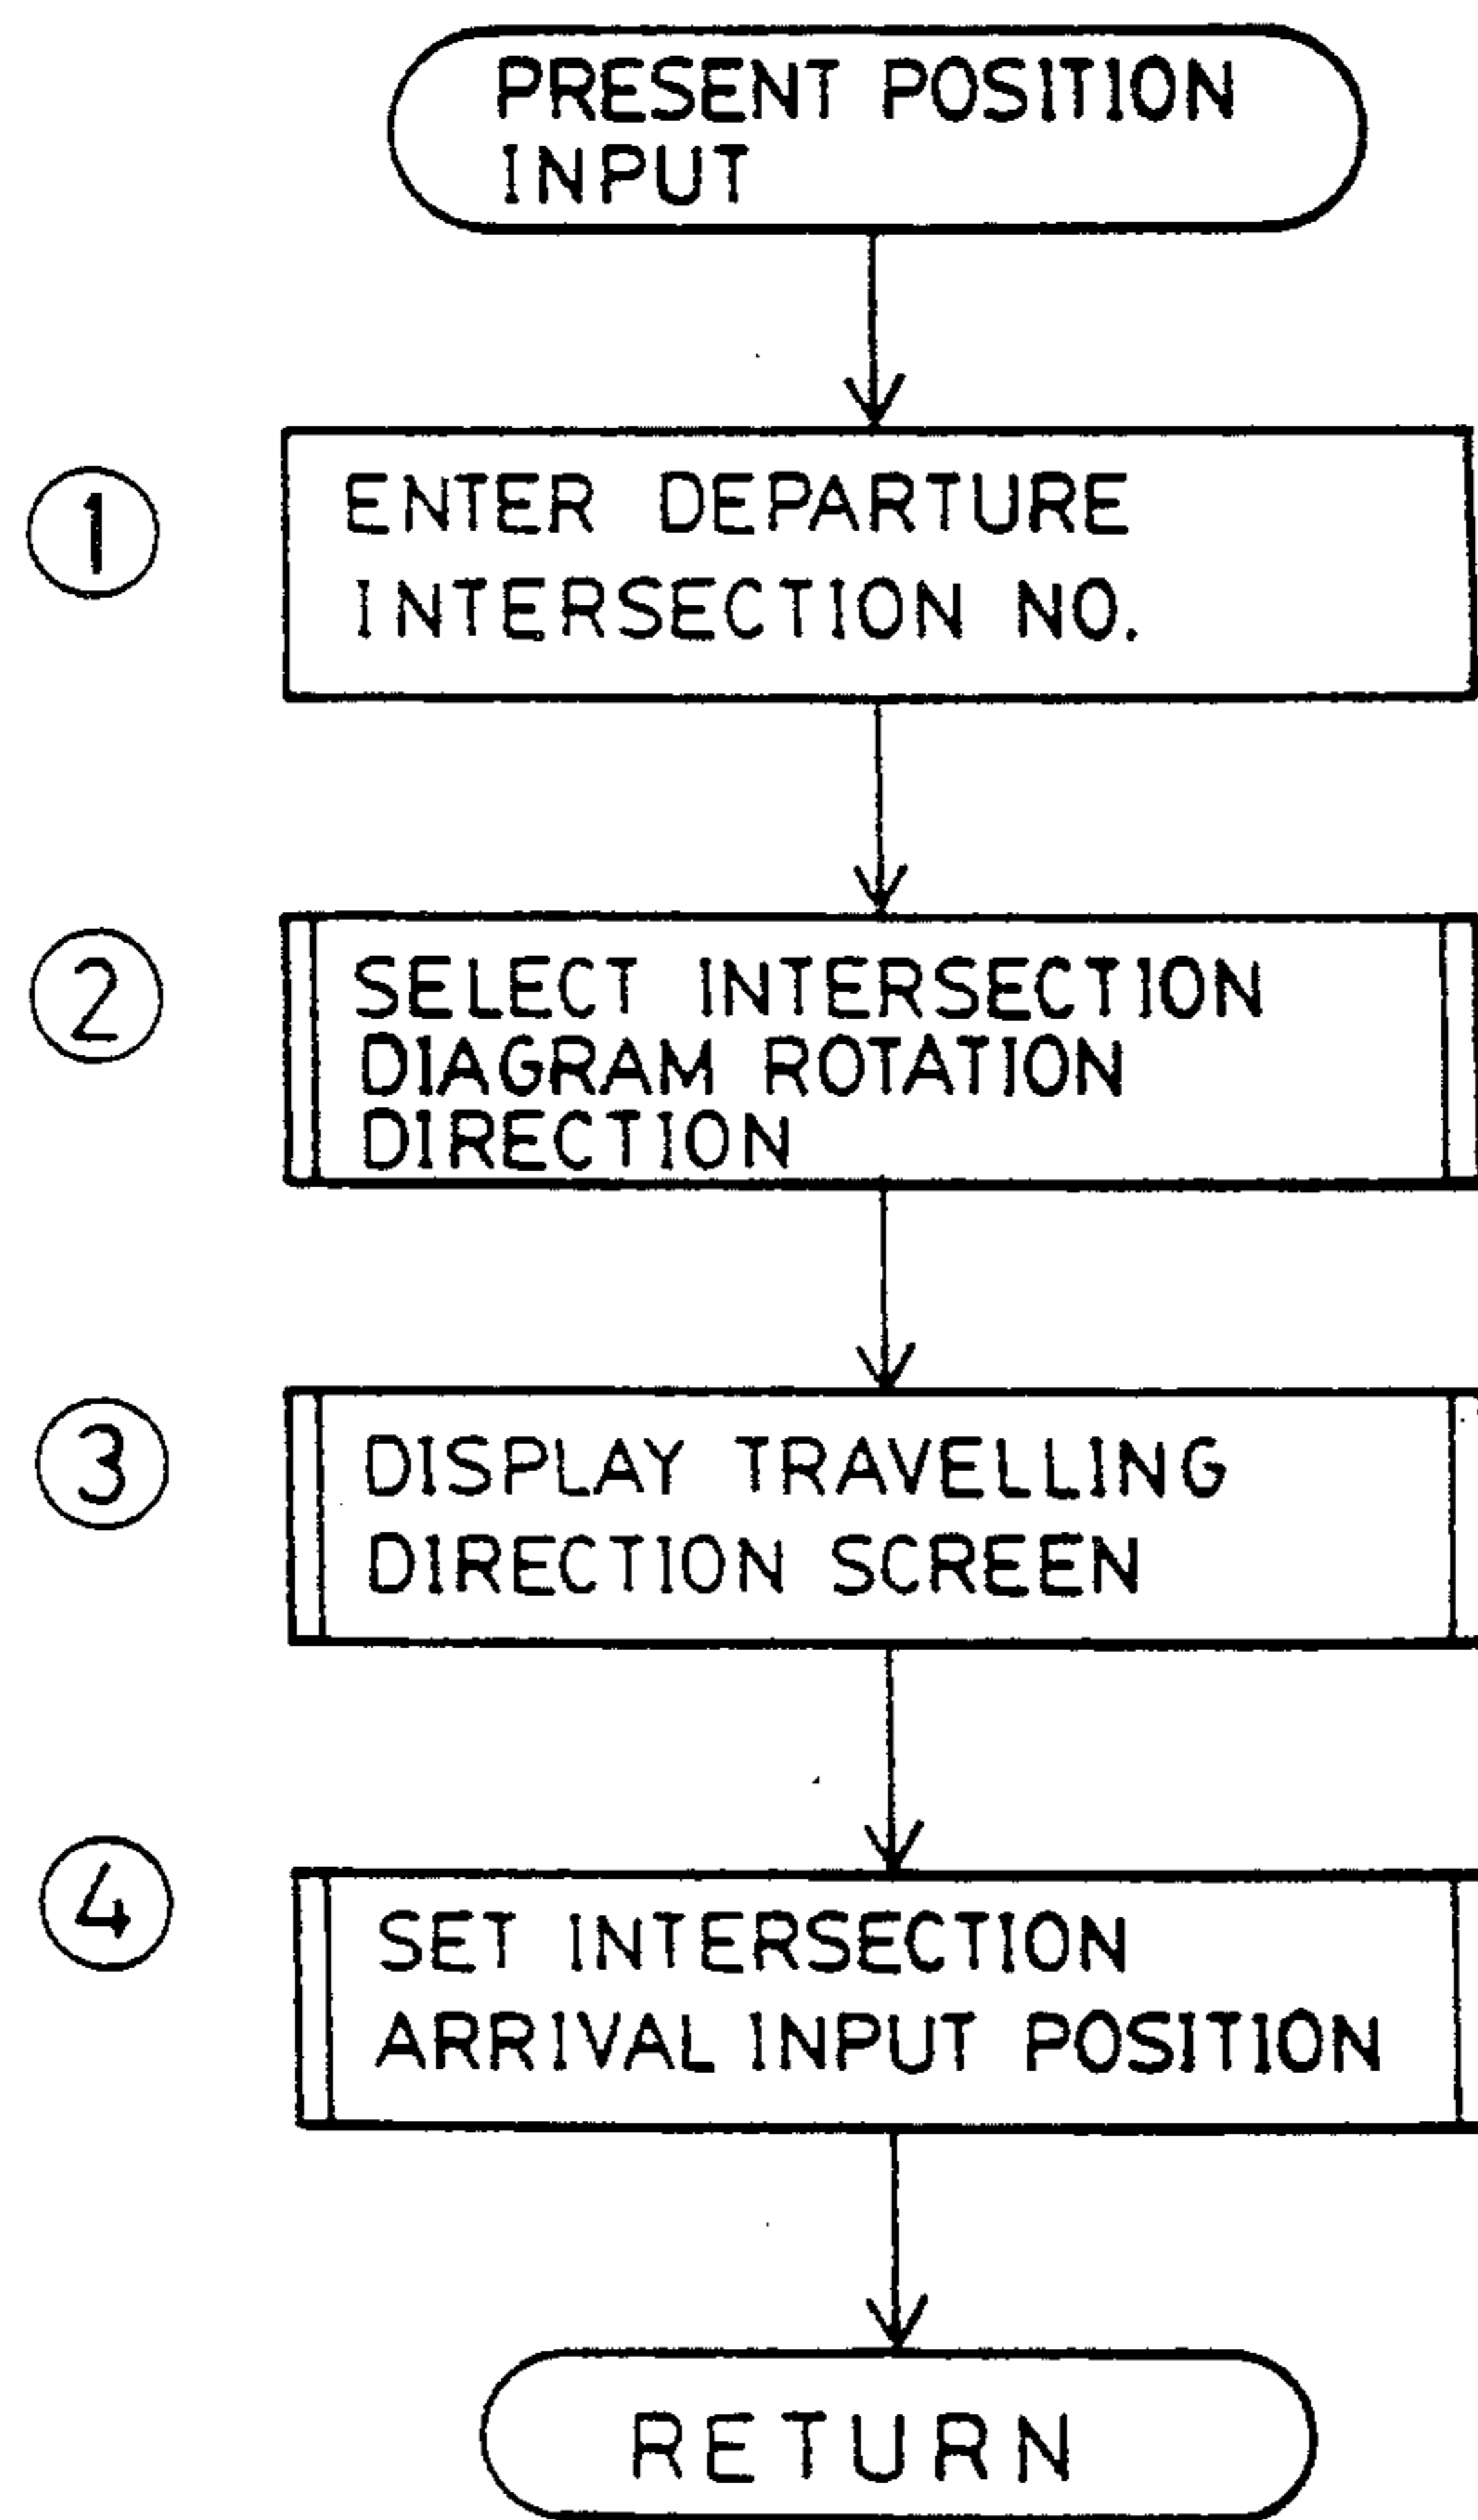 PRESENT POSITION
INPUT
1
ENTER DEPARTURE
INTERSECTION NO.
2
SELECT INTERSECTION
DIAGRAM ROTATION
DIRECTION
3
DISPLAY TRAVELLING
DIRECTION SCREEN
4
SET INTERSECTION
ARRIVAL INPUT POSITION
RETURN